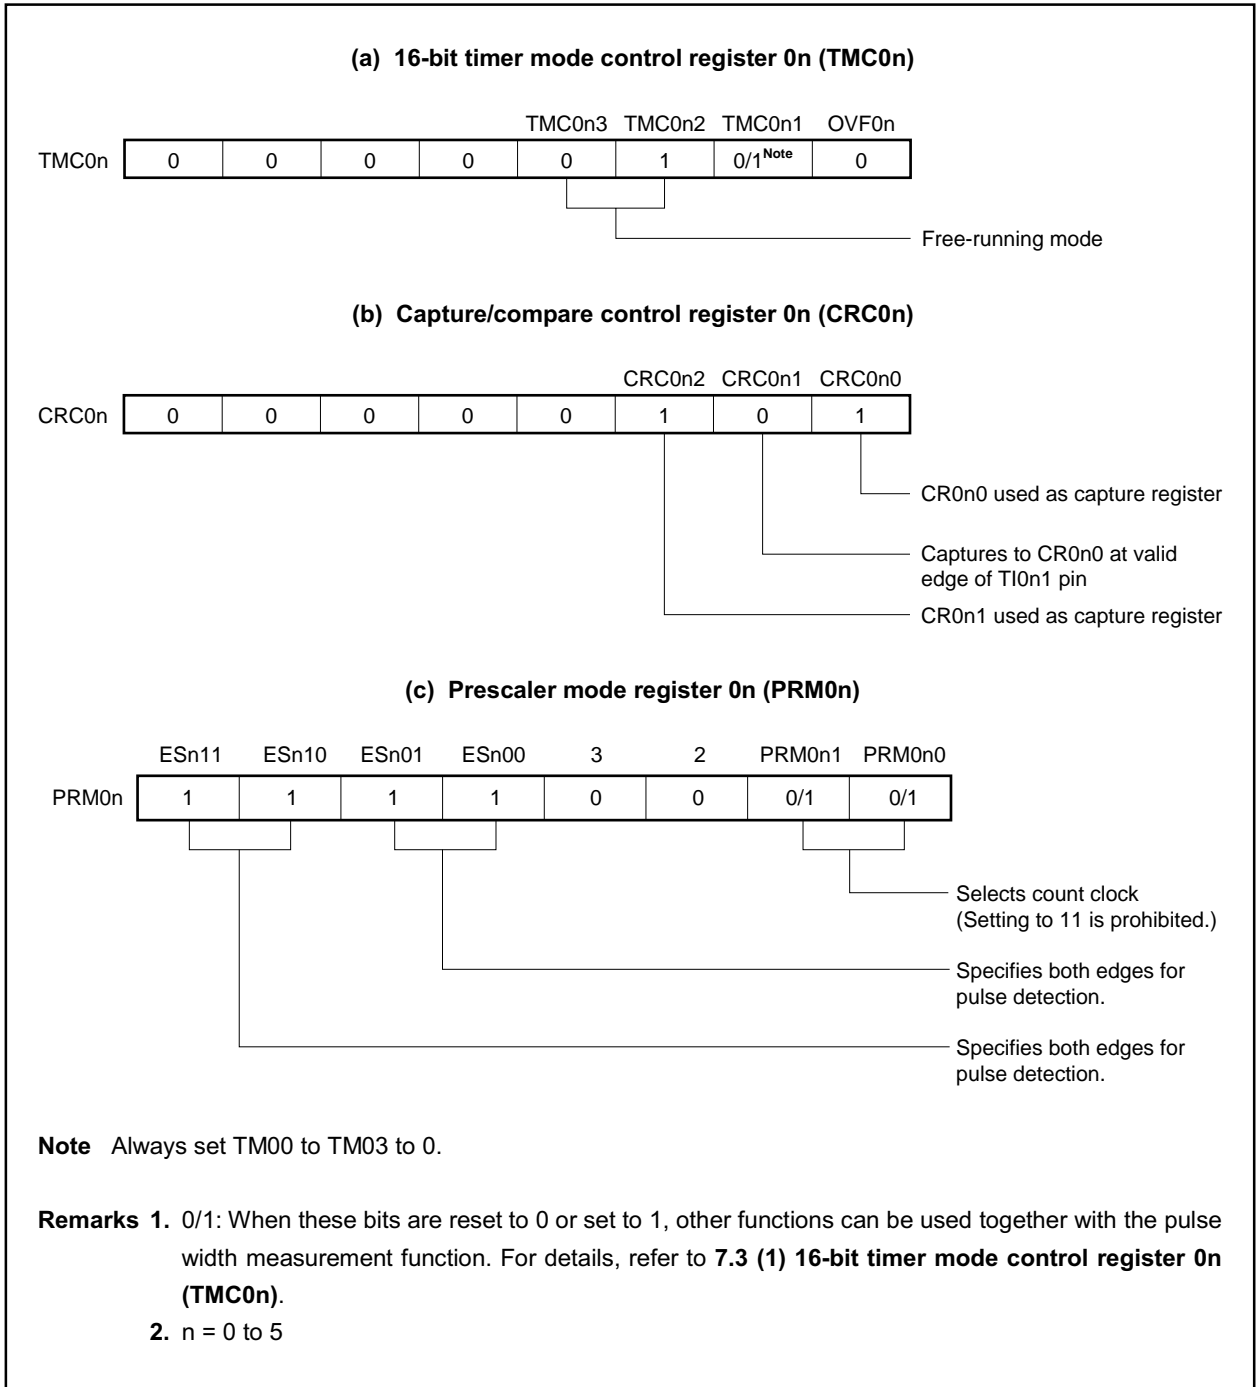 (a) 16-bit timer mode control register 0n (TMC0n)
TMC0n3 TMC0n2 TMC0n1 OVF0n
TMC0n 0 0 0 0 0 1 0/1Note 0
Free-running mode
(b) Capture/compare control register 0n (CRC0n)
CRC0n2 CRC0n1 CRC0n0
CRC0n 0 0 0 0 0 1 0 1
CR0n0 used as capture register
Captures to CR0n0 at valid
edge of TI0n1 pin
CR0n1 used as capture register
(c) Prescaler mode register 0n (PRM0n)
ESn11 ESn10 ESn01 ESn00 3 2 PRM0n1 PRM0n0
PRM0n 1 1 1 1 0 0 0/1 0/1
Selects count clock
(Setting to 11 is prohibited.)
Specifies both edges for
pulse detection.
Specifies both edges for
pulse detection.
Note Always set TM00 to TM03 to 0.
Remarks 1. 0/1: When these bits are reset to 0 or set to 1, other functions can be used together with the pulse
width measurement function. For details, refer to 7.3 (1) 16-bit timer mode control register 0n
(TMC0n).
2. n = 0 to 5